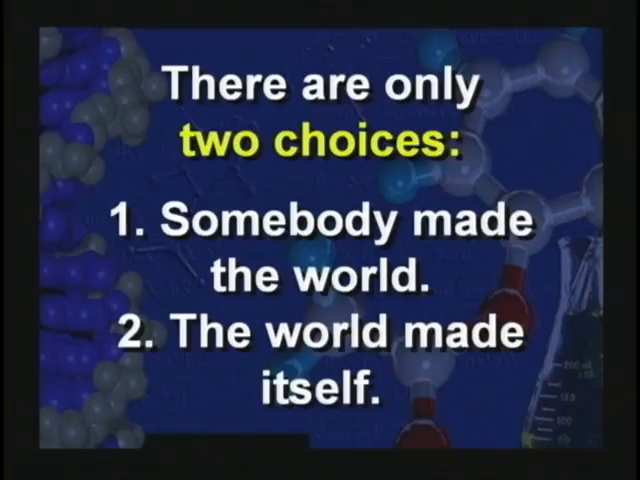 There are only
two choices:
1. Somebody made
the world.
2. The world made
itself.